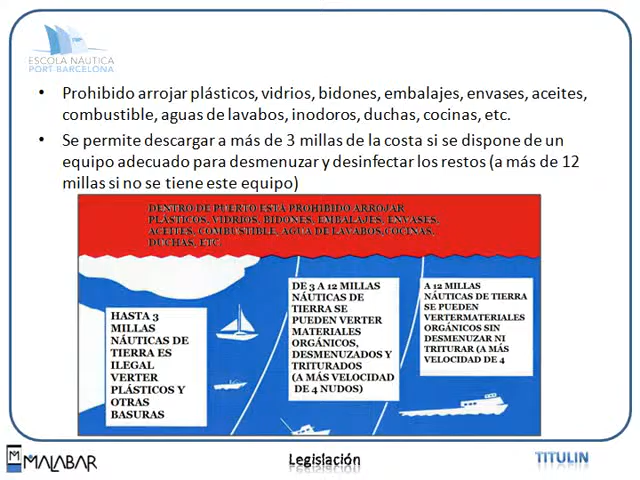 ESCOLA NÀUTICA
PORT BARCELONA
• Prohibido arrojar plásticos, vidrios, bidones, embalajes, envases, aceites,
combustible, aguas de lavabos, inodoros, duchas, cocinas, etc.
• Se permite descargar a más de 3 millas de la costa si se dispone de un
equipo adecuado para desmenuzar y desinfectar los restos (a más de 12
millas si no se tiene este equipo)
DENTRO DE PUERTO ESTÁ PROHIBIDO ARROJAR
PLÁSTICOS, VIDRIOS, BIDONES, EMBALAJES, ENVASES,
ACEITES, COMBUSTIBLE, AGUA DE LAVABOS,COCINAS,
DUCHAS, ETC
HASTA 3
MILLAS
NÁUTICAS DE
TIERRA ES
ILEGAL
VERTER
PLÁSTICOS Y
OTRAS
BASURAS
DE 3 A 12 MILLAS
NÁUTICAS DE
TIERRA SE
PUEDEN VERTER
MATERIALES
ORGÁNICOS,
DESMENUZADOS Y
TRITURADOS
(A MÁS VELOCIDAD
DE 4 NUDOS)
A 12 MILLAS
NÁUTICAS DE TIERRA
SE PUEDEN
VERTERMATERIALES
ORGÁNICOS SIN
DESMENUZAR NI
TRITURAR (A MÁS
VELOCIDAD DE 4
MALABAR
Legislación
TITULIN